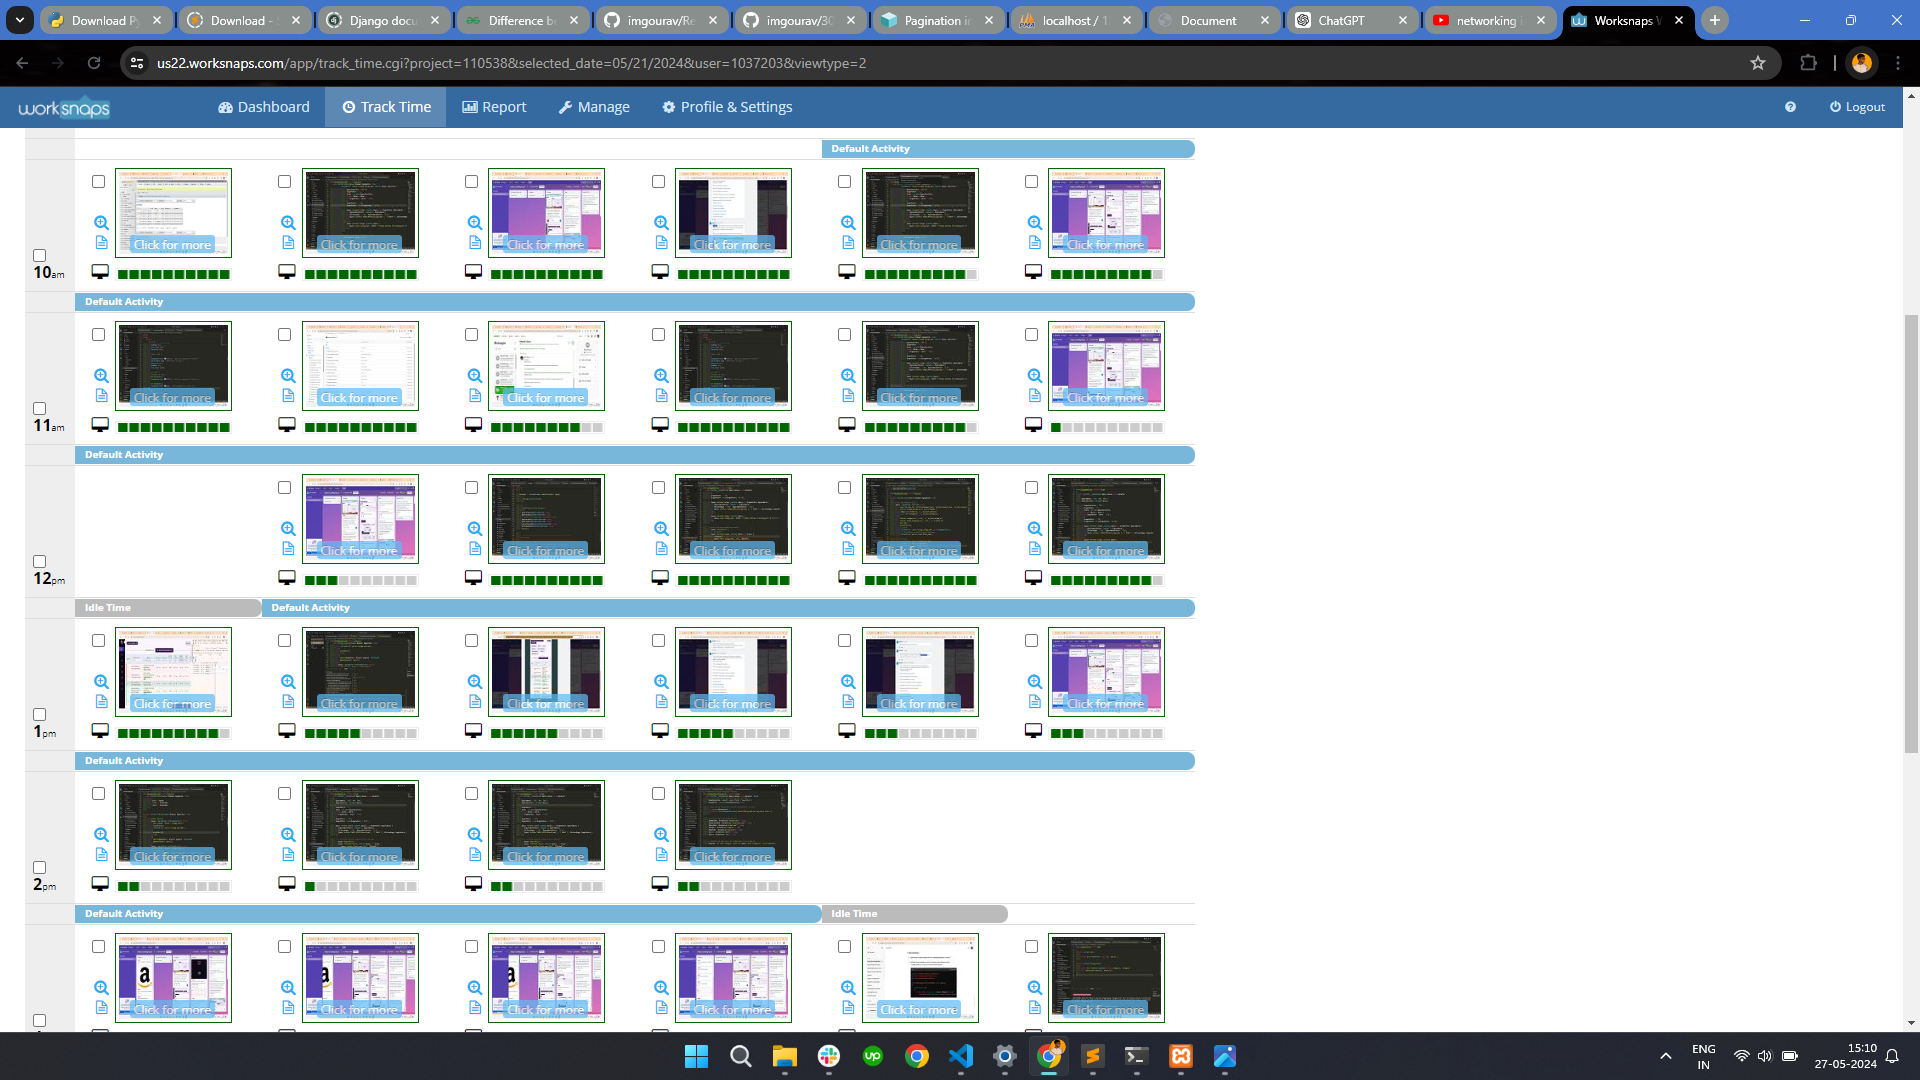 Download Py
Download - S
Django docu
Difference be
imgourav/Re
imgourav/30
Pagination in
localhost / 1
Document
ChatGPT
networking i
Worksnaps W
us22.worksnaps.com/app/track_time.cgi?project=110538&selected_date=05/21/2024&user=1037203&viewtype=2
worksnaps
Dashboard
Track Time
Report
Manage
Profile & Settings
Logout
Default Activity
Click for more
Click for more
Click for more
Click for more
Click for more
Click for more
10am
Default Activity
Click for more
Click for more
Click for more
Click for more
Click for more
Click for more
11am
Default Activity
Click for more
Click for more
Click for more
Click for more
Click for more
12pm
Idle Time
Default Activity
Click for more
Click for more
Click for more
Click for more
Click for more
Click for more
1pm
Default Activity
Click for more
Click for more
Click for more
Click for more
2pm
Default Activity
Idle Time
Click for more
Click for more
Click for more
Click for more
Click for more
Click for more
ENG
IN
15:10
27-05-2024